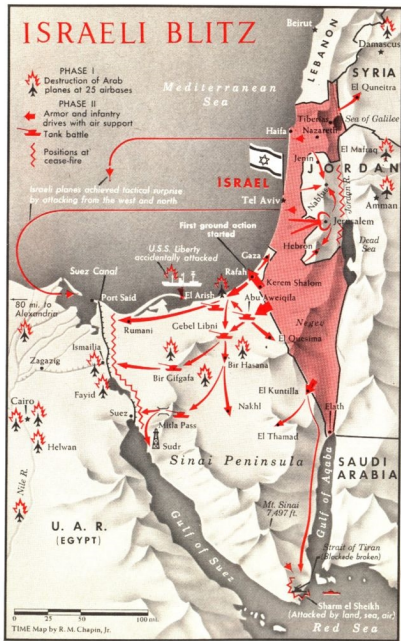 ISRAELI BLITZ
PHASE I
Destruction of Arab
planes at 25 airbases
PHASE II
Armor and infantry
drives with air support
Tank battle
Positions at
cease-fire
Israeli planes achieved tactical surprise
by attacking from the west and north
Mediterranean
Sea
Beirut
LEBANON
Damascus
SYRIA
El Quneitra
Tiberias
Sea of Galilee
Haifa
Nazareth
El Mafraq
Jenin
JORDAN
ISRAEL
Nablus
Jordan R.
Tel Aviv
Amman
Jerusalem
First ground action
started
Hebron
Dead
Sea
U.S.S. Liberty
accidentally attacked
Gaza
Rafah
Suez Canal
Kerem Shalom
80 mi. to
Alexandria
Port Said
El Arish
Abu Aweiqila
Rumani
Gebel Libni
Negev
El Quseima
Ismailia
Zagazig
Bir Gifgafa
Bir Hasana
Fayid
El Kuntilla
Cairo
Suez
Nakhl
Mitla Pass
Elath
El Thamad
Helwan
Sudr
Sinai Peninsula
SAUDI
ARABIA
Nile R.
Mt. Sinai
7,497 ft.
Gulf of Aqaba
U. A. R.
(EGYPT)
Gulf of Suez
Strait of Tiran
(Blockade broken)
Sharm el Sheikh
(Attacked by land, sea, air)
0 25 50 100 mi.
TIME Map by R. M. Chapin, Jr.
Red Sea